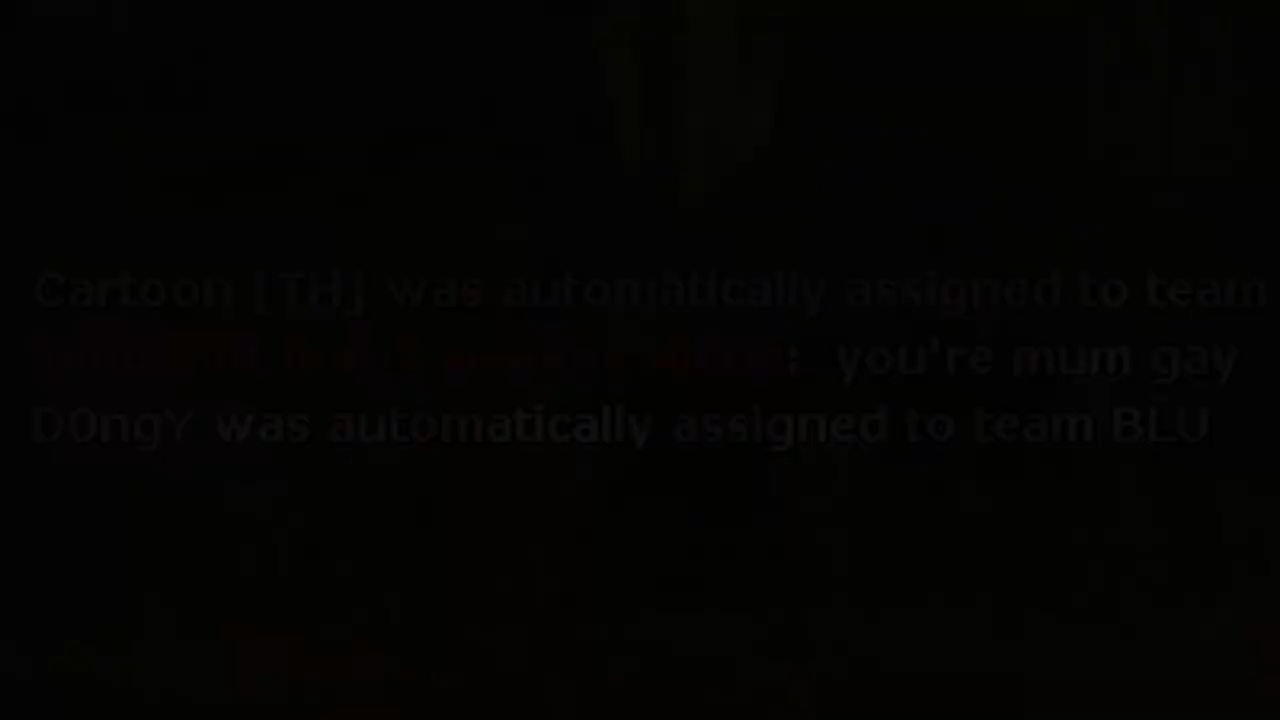 Cartoon [TH] was automatically assigned to team
: you're mum gay
D0ngY was automatically assigned to team BLU